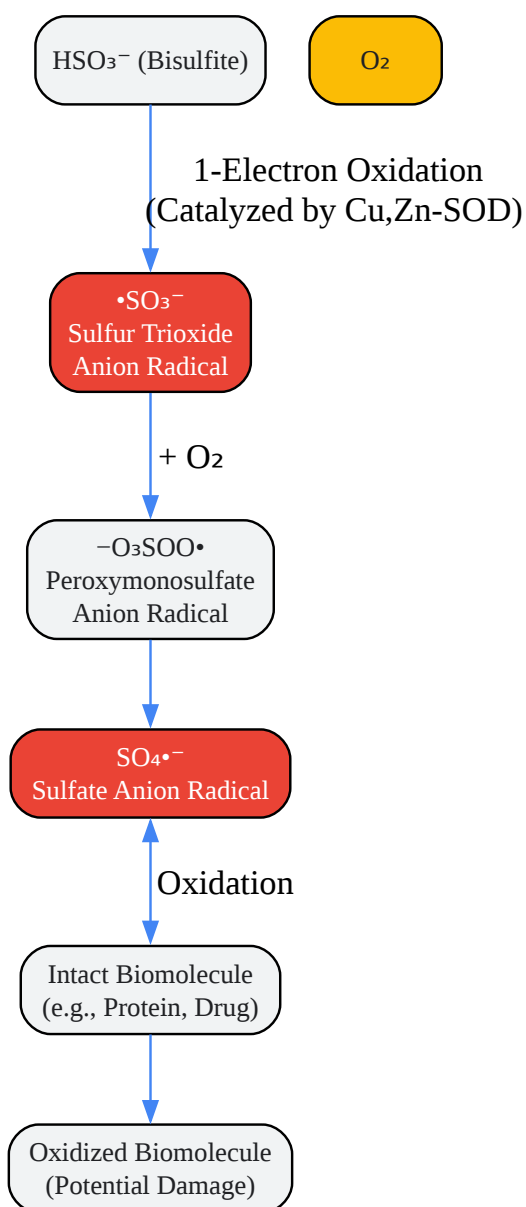 HSO₃⁻ (Bisulfite)
O₂
1-Electron Oxidation
(Catalyzed by Cu,Zn-SOD)
•SO₃⁻
Sulfur Trioxide
Anion Radical
+ O₂
−O₃SOO•
Peroxymonosulfate
Anion Radical
SO₄•⁻
Sulfate Anion Radical
Oxidation
Intact Biomolecule
(e.g., Protein, Drug)
Oxidized Biomolecule
(Potential Damage)